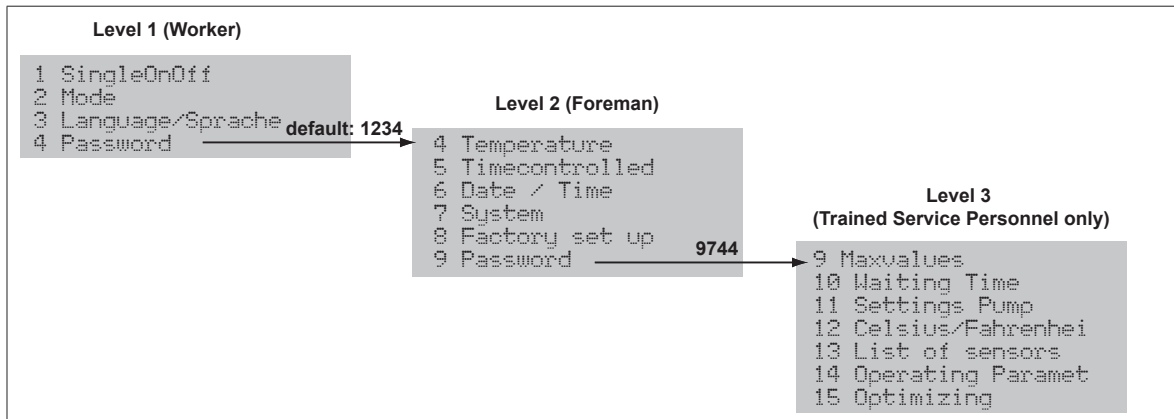 Level 1 (Worker)
1 SingleOnOff
2 Mode
3 Language/Sprache
4 Password
default: 1234
Level 2 (Foreman)
4 Temperature
5 Timecontrolled
6 Date / Time
7 System
8 Factory set up
9 Password
9744
Level 3
(Trained Service Personnel only)
9 Maxvalues
10 Waiting Time
11 Settings Pump
12 Celsius/Fahrenhei
13 List of sensors
14 Operating Paramet
15 Optimizing